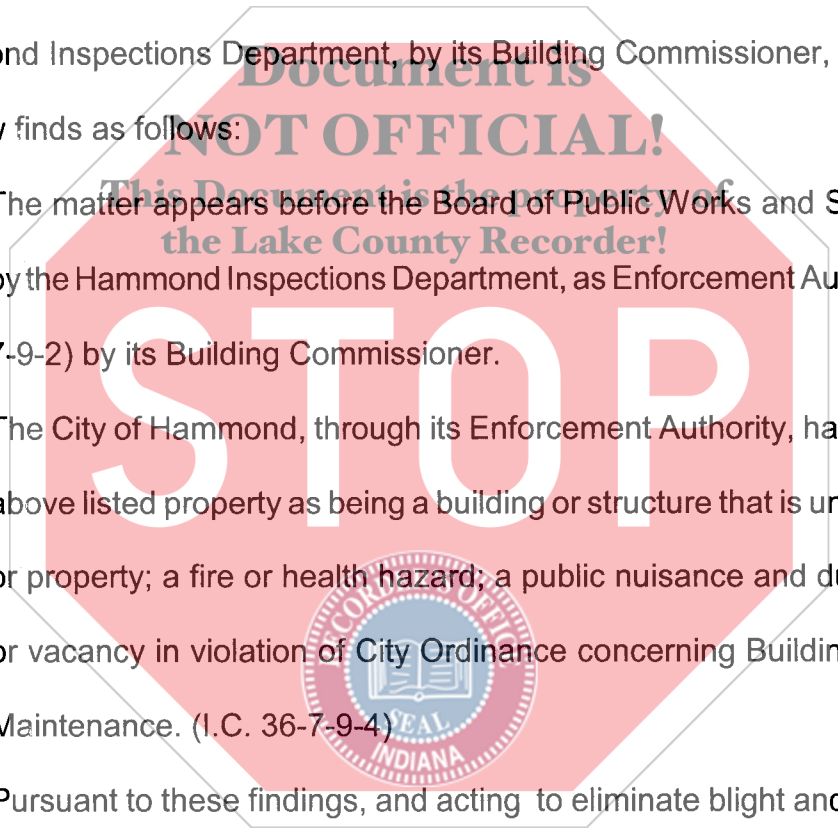 ond Inspections Department, by its Building Commissioner,
Document is
finds as follows:
NOT OFFICIAL!
The matter appears before the Board of Public Works and S
This Document is the property of
the Lake County Recorder!
by the Hammond Inspections Department, as Enforcement Au
7-9-2) by its Building Commissioner.
STOP
The City of Hammond, through its Enforcement Authority, ha
above listed property as being a building or structure that is un
or property; a fire or health hazard; a public nuisance and du
RECORDER'S OFFICE
or vacancy in violation of City Ordinance concerning Buildin
SEAL
Maintenance. (I.C. 36-7-9-4)
INDIANA
Pursuant to these findings, and acting to eliminate blight and